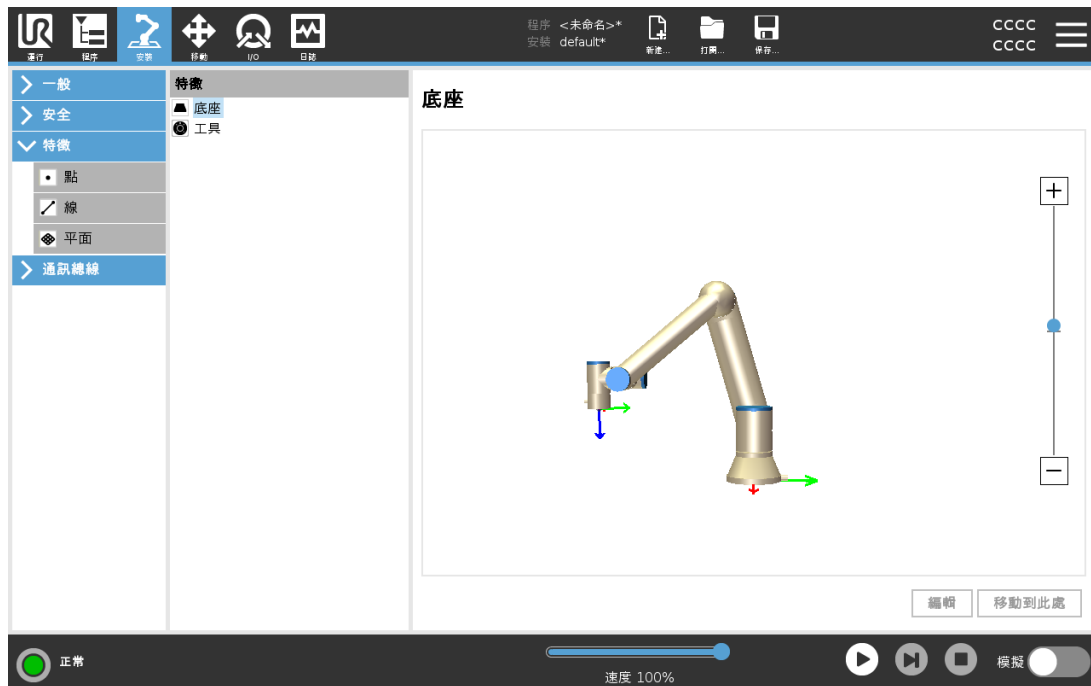 UR
運行
程序
安裝
移動
I/O
日誌
程序 <未命名>*
安裝 default*
新建...
打開...
保存...
cccc
cccc
一般
安全
特徵
點
線
平面
通訊總線
特徵
底座
工具
底座
+
−
編輯
移動到此處
正常
速度 100%
模擬